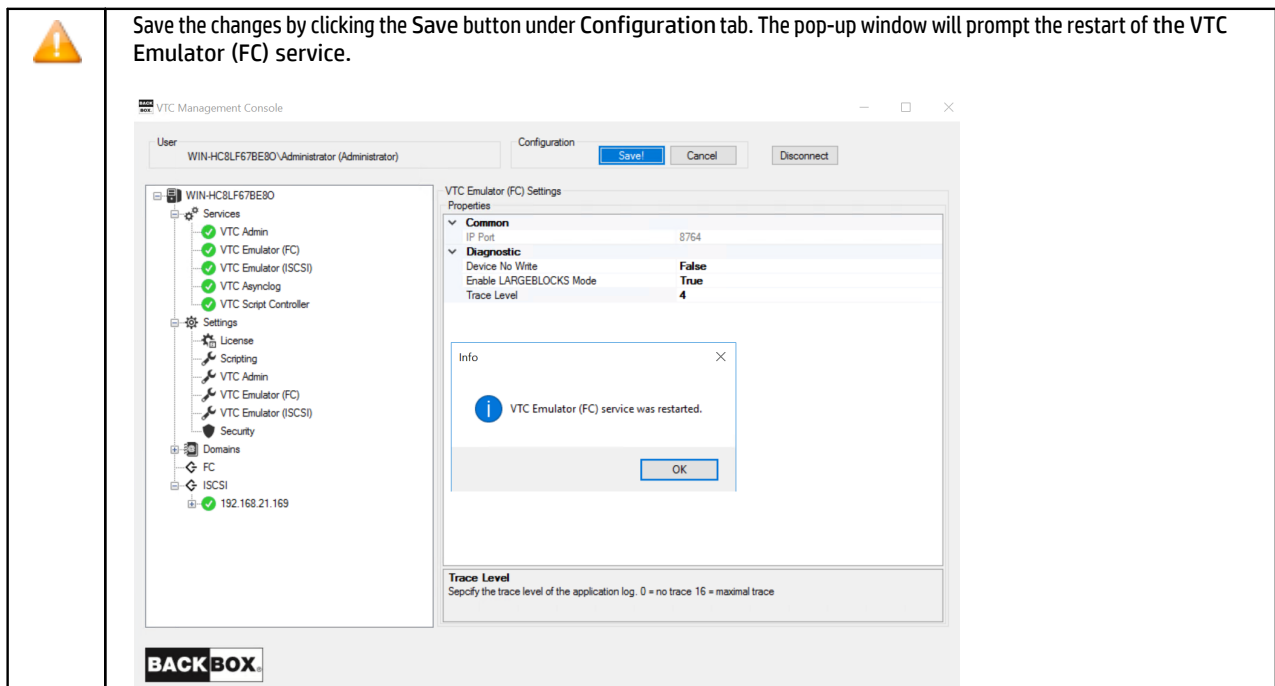 Save the changes by clicking the Save button under Configuration tab. The pop-up window will prompt the restart of the VTC
Emulator (FC) service.
BACK
BOX.
VTC Management Console
User
WIN-HC8LF67BE8O\Administrator (Administrator)
Configuration
Save!
Cancel
Disconnect
WIN-HC8LF67BE8O
Services
VTC Admin
VTC Emulator (FC)
VTC Emulator (ISCSI)
VTC Asynclog
VTC Script Controller
Settings
License
Scripting
VTC Admin
VTC Emulator (FC)
VTC Emulator (ISCSI)
Security
Domains
FC
ISCSI
192.168.21.169
VTC Emulator (FC) Settings
Properties
Common
IP Port 8764
Diagnostic
Device No Write False
Enable LARGEBLOCKS Mode True
Trace Level 4
Info
VTC Emulator (FC) service was restarted.
OK
Trace Level
Sepcify the trace level of the application log. 0 = no trace 16 = maximal trace
BACKBOX®